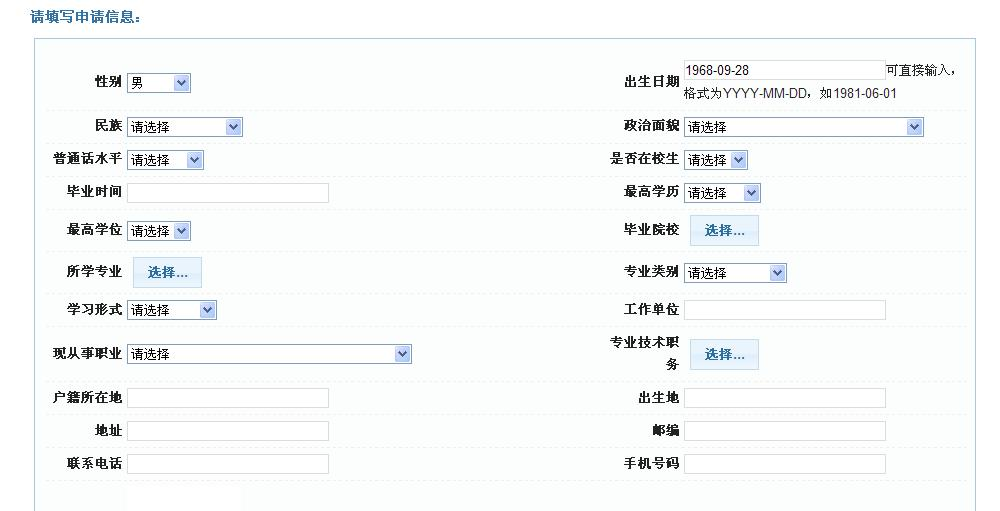 请填写申请信息：
性别 男 出生日期 1968-09-28 可直接输入，
格式为YYYY-MM-DD，如1981-06-01
民族 请选择 政治面貌 请选择
普通话水平 请选择 是否在校生 请选择
毕业时间 最高学历 请选择
最高学位 请选择 毕业院校 选择...
所学专业 选择... 专业类别 请选择
学习形式 请选择 工作单位
现从事职业 请选择 专业技术职
务 选择...
户籍所在地 出生地
地址 邮编
联系电话 手机号码